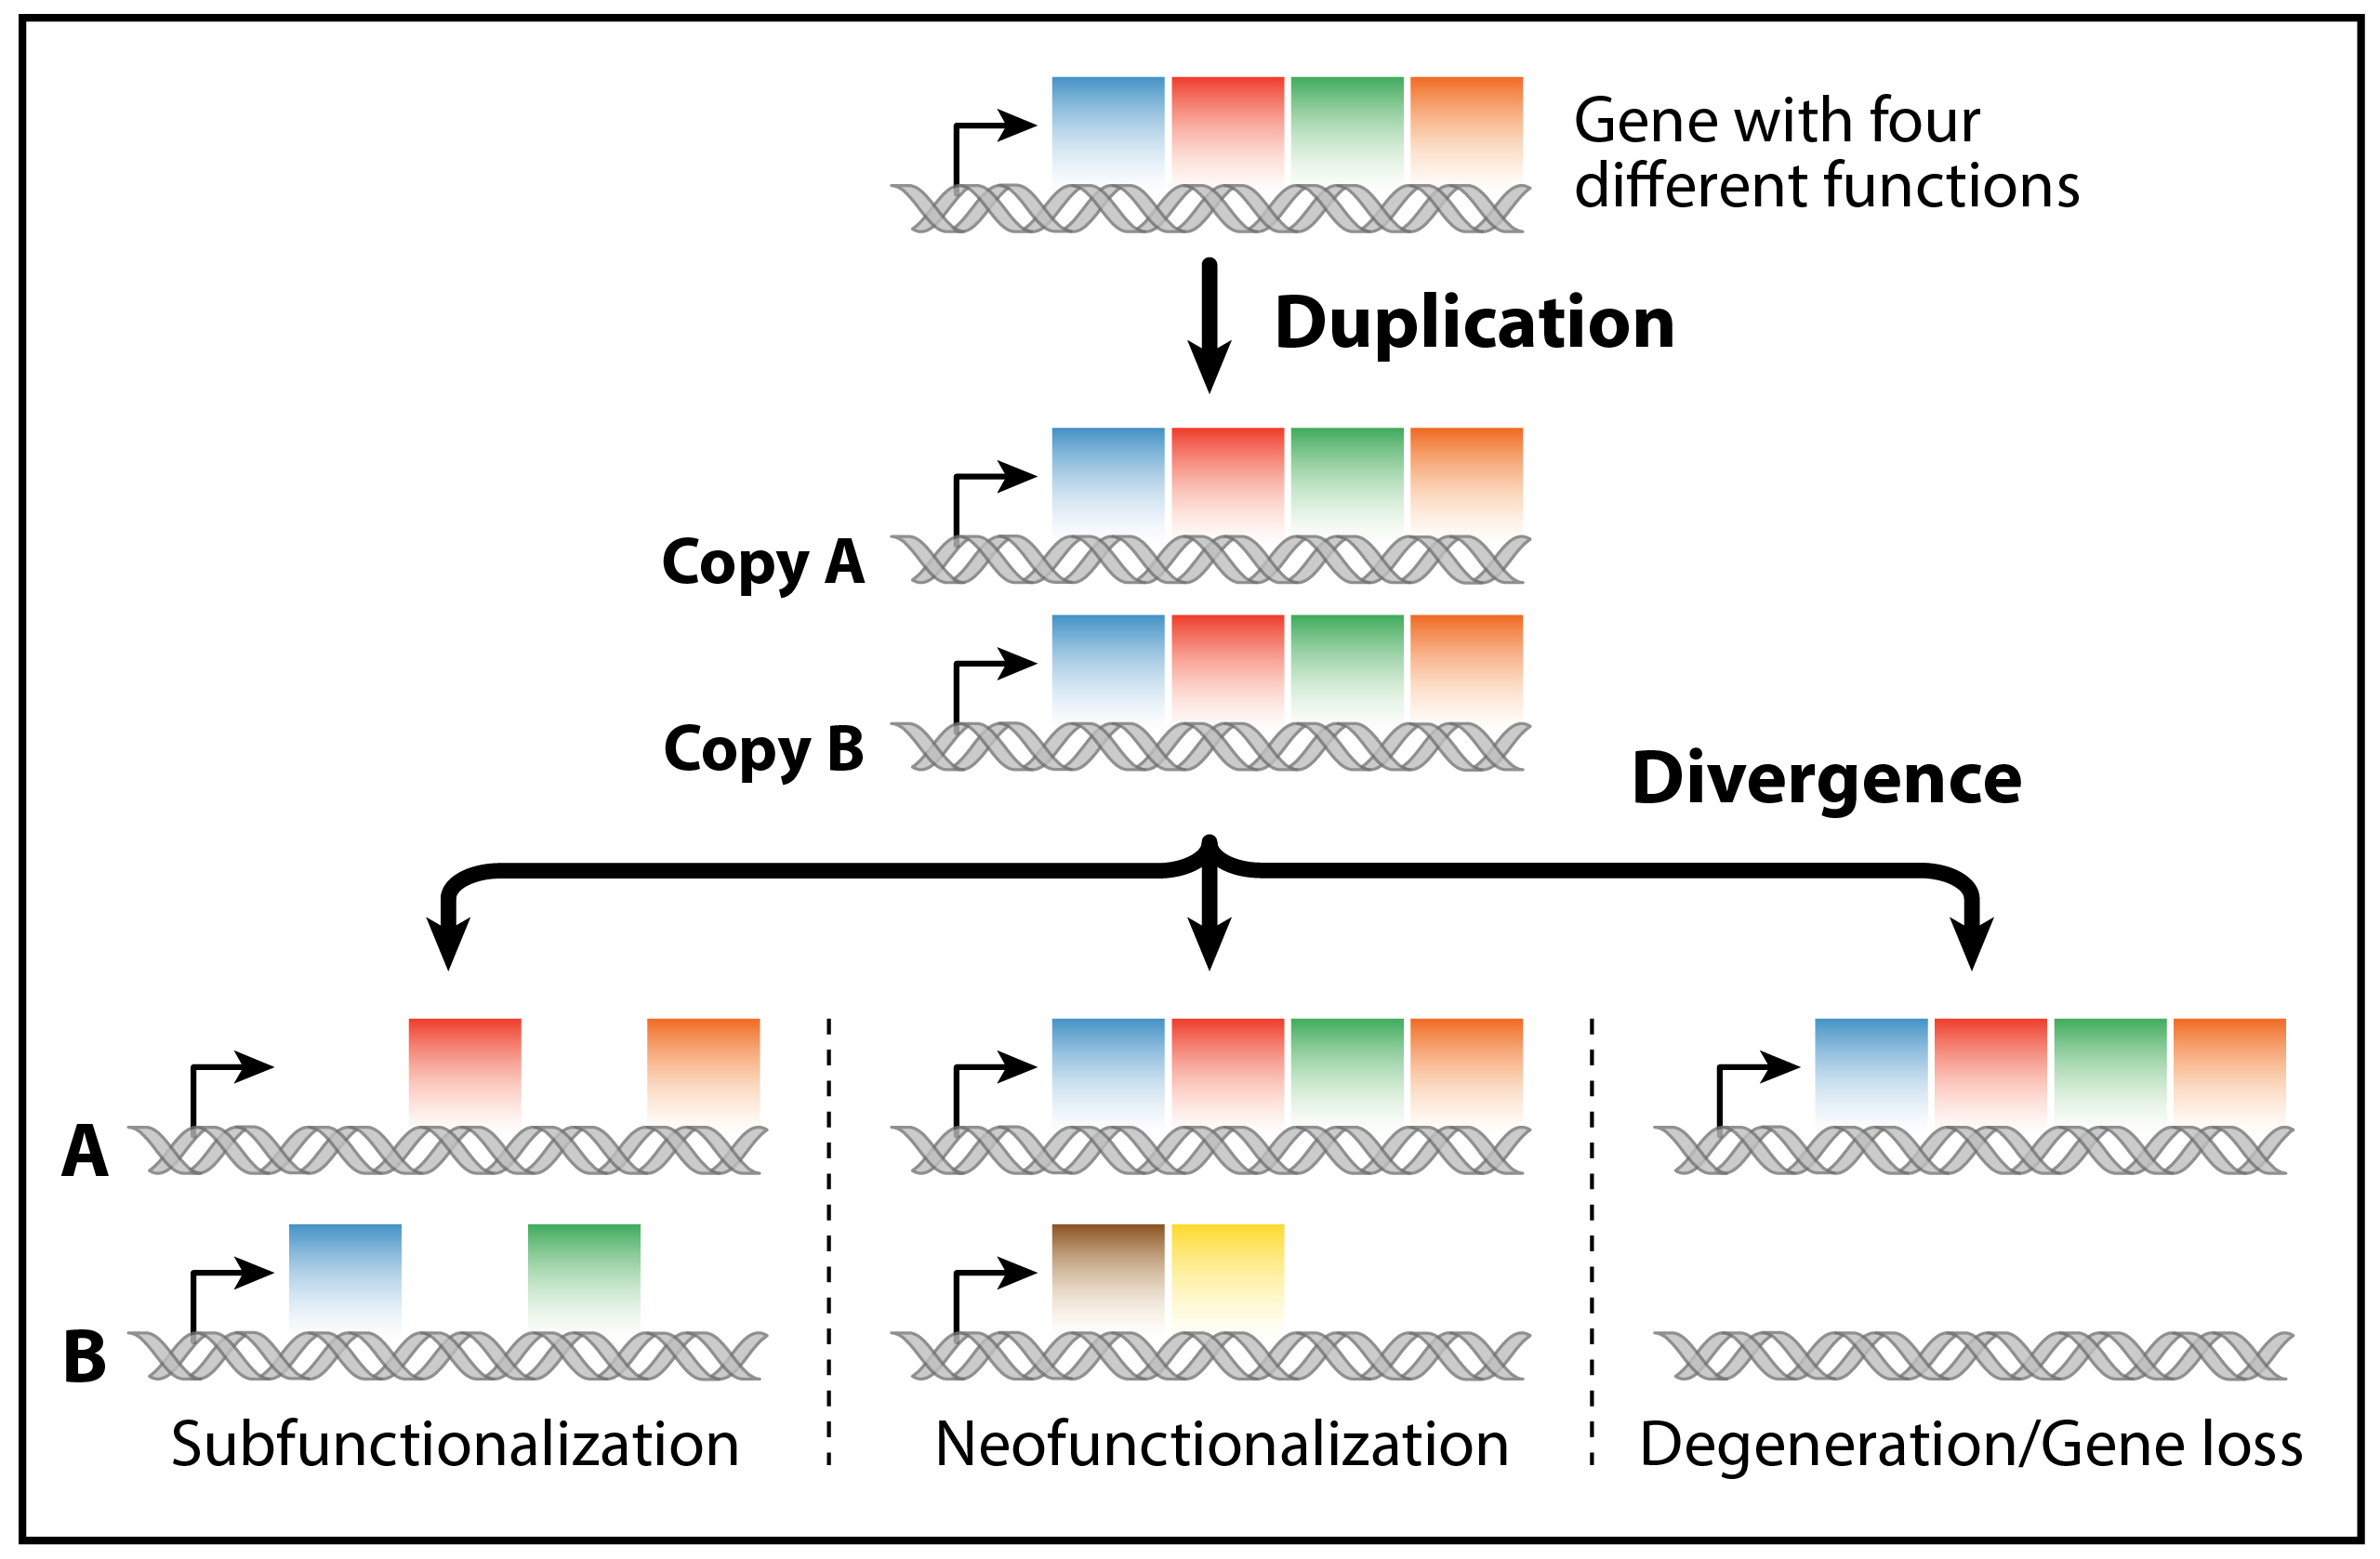 Gene with four
different functions
Duplication
Copy A
Copy B
Divergence
A
B
Subfunctionalization
Neofunctionalization
Degeneration/Gene loss